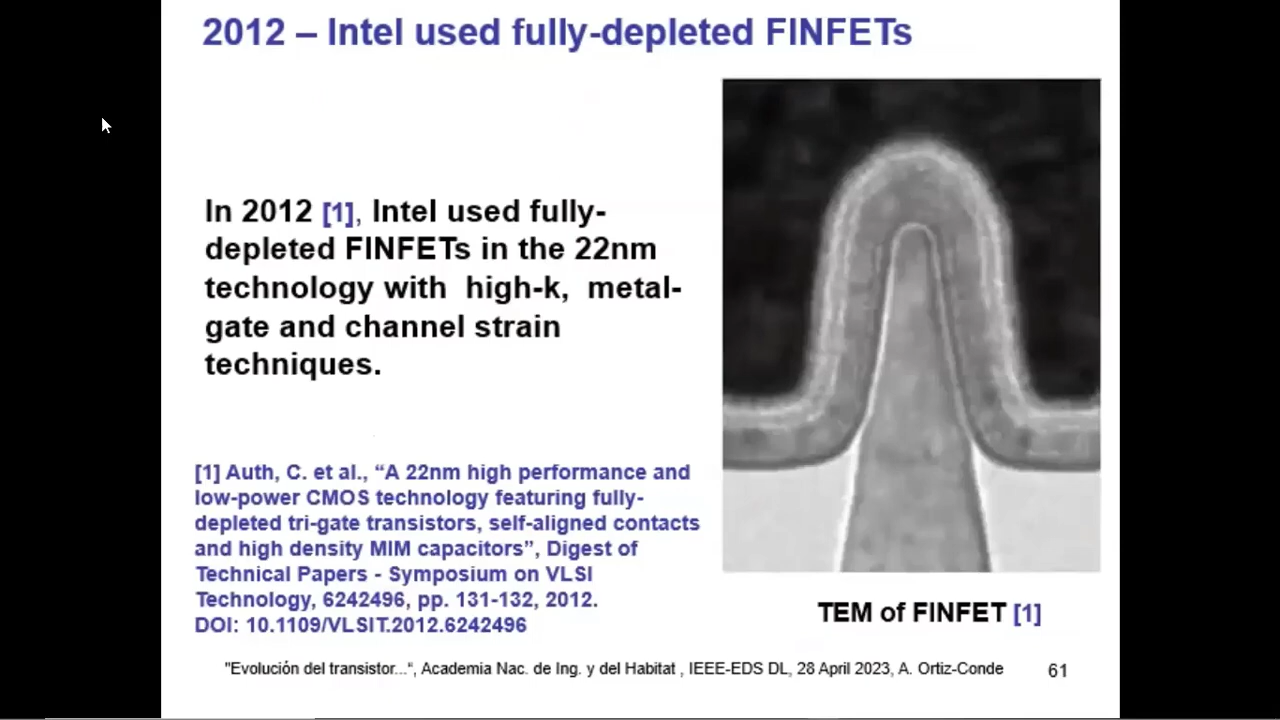 2012 – Intel used fully-depleted FINFETs
In 2012 [1], Intel used fully-
depleted FINFETs in the 22nm
technology with high-k, metal-
gate and channel strain
techniques.
[1] Auth, C. et al., “A 22nm high performance and
low-power CMOS technology featuring fully-
depleted tri-gate transistors, self-aligned contacts
and high density MIM capacitors”, Digest of
Technical Papers - Symposium on VLSI
Technology, 6242496, pp. 131-132, 2012.
DOI: 10.1109/VLSIT.2012.6242496
TEM of FINFET [1]
"Evolución del transistor...“, Academia Nac. de Ing. y del Habitat , IEEE-EDS DL, 28 April 2023, A. Ortiz-Conde
61